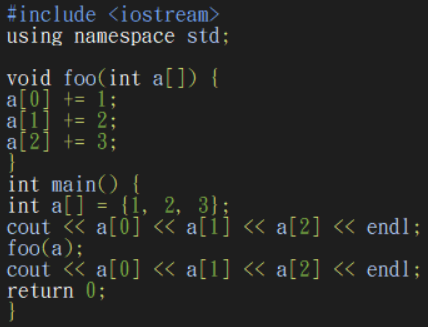 #include <iostream>
using namespace std;
void foo(int a[]) {
a[0] += 1;
a[1] += 2;
a[2] += 3;
}
int main() {
int a[] = {1, 2, 3};
cout << a[0] << a[1] << a[2] << endl;
foo(a);
cout << a[0] << a[1] << a[2] << endl;
return 0;
}